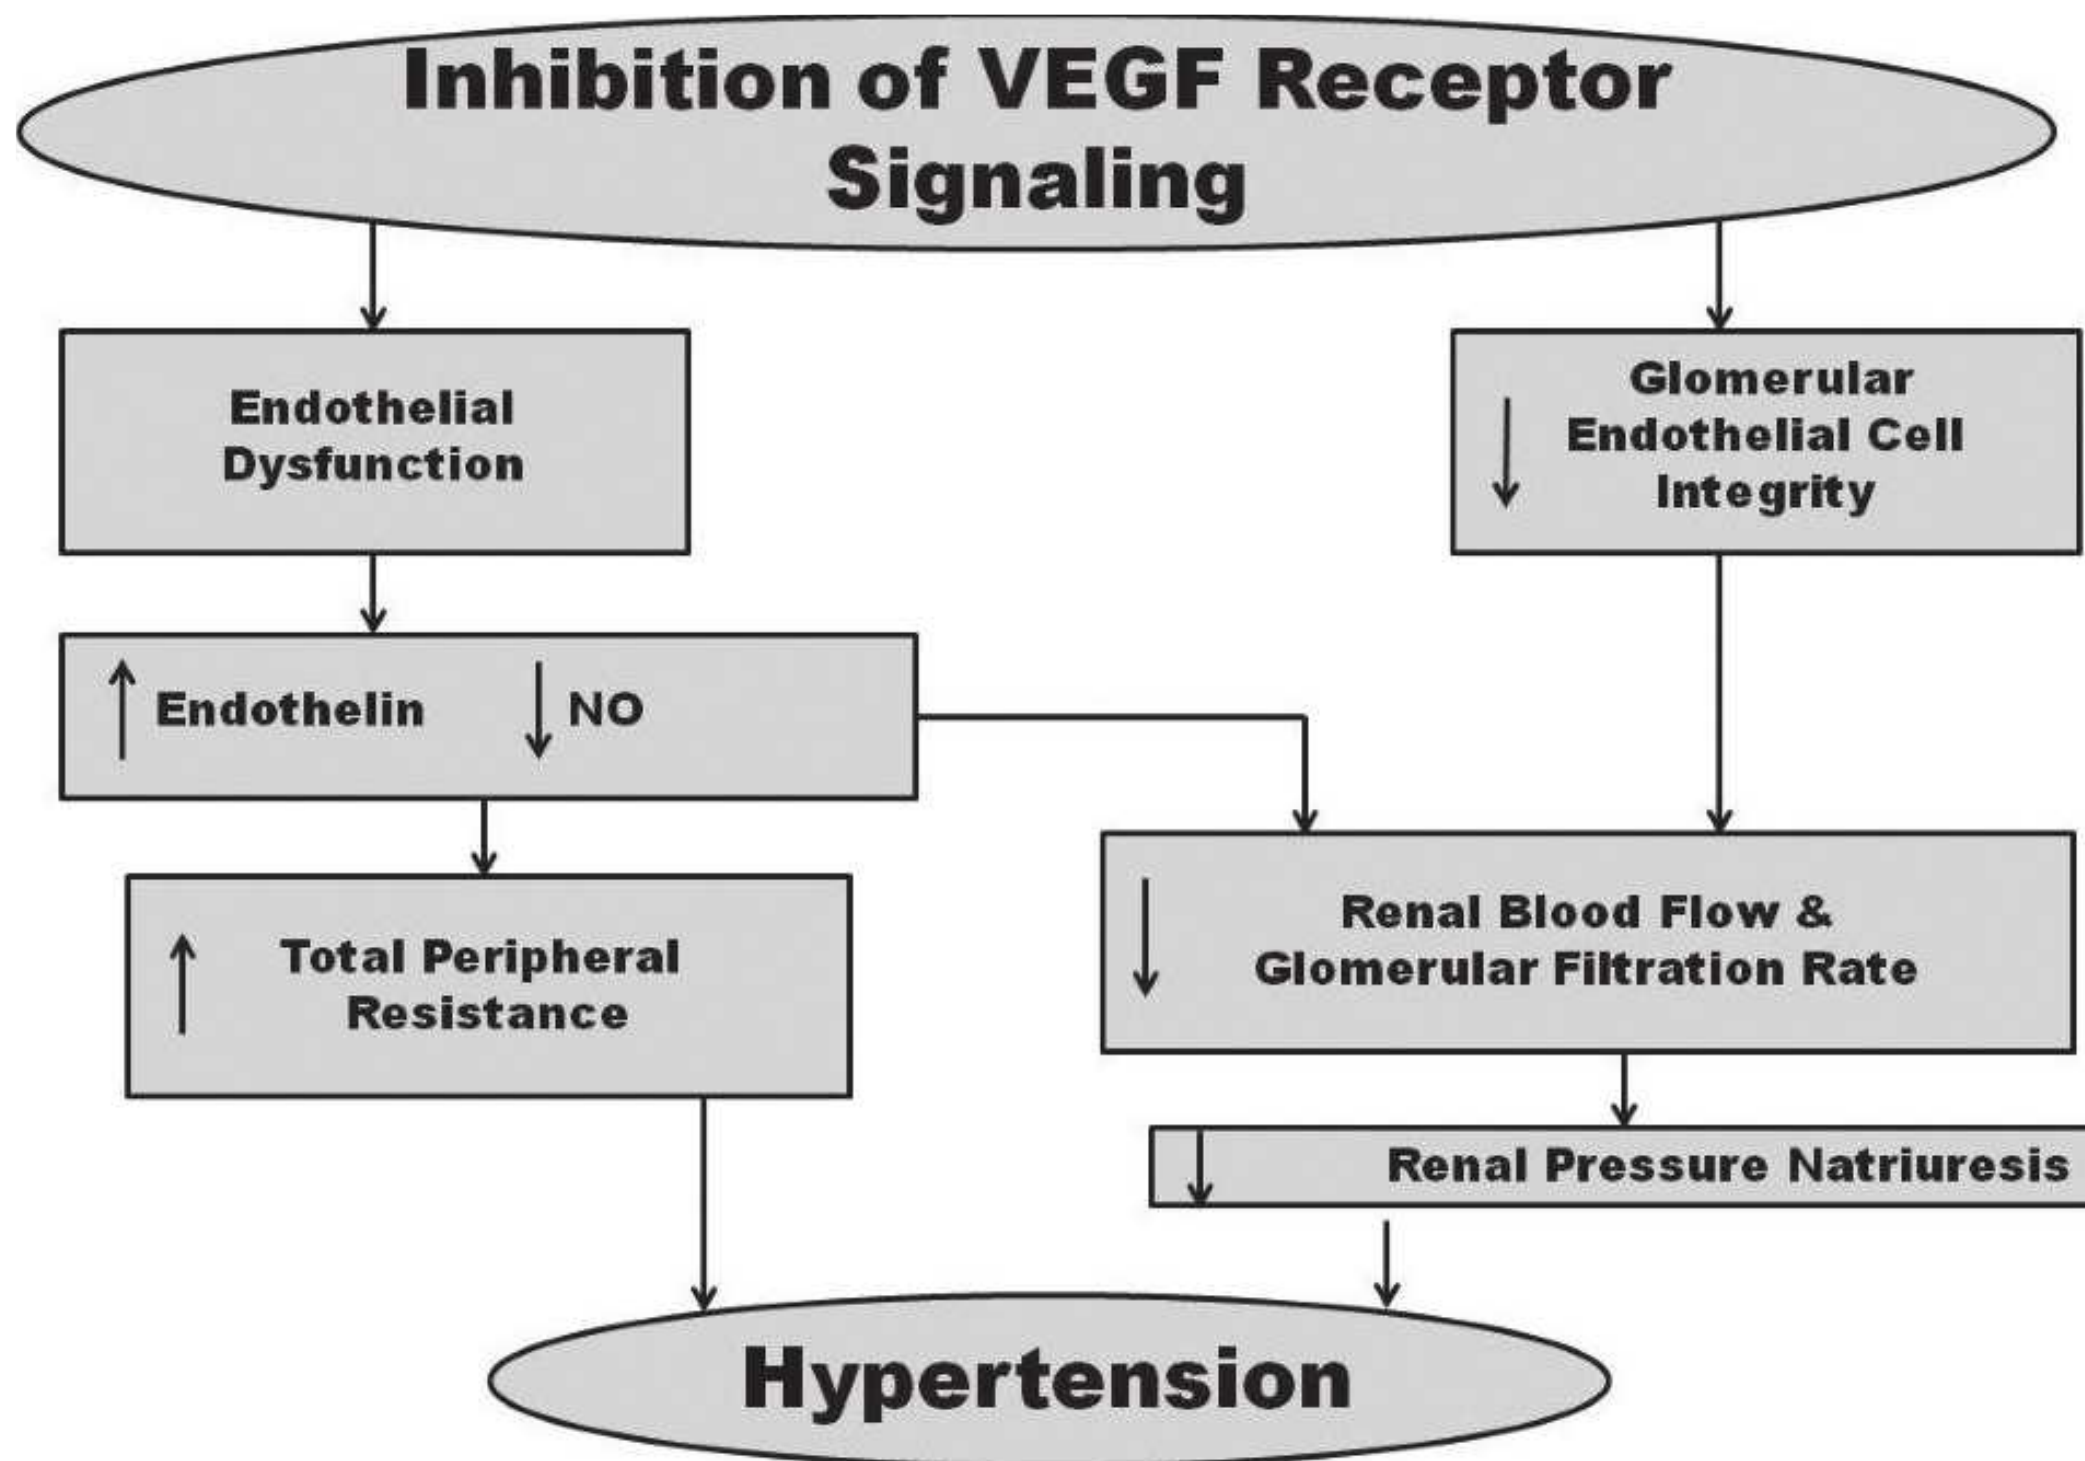 Inhibition of VEGF Receptor
Signaling
Endothelial
Dysfunction
Glomerular
Endothelial Cell
Integrity
Endothelin NO
Total Peripheral
Resistance
Renal Blood Flow &
Glomerular Filtration Rate
Renal Pressure Natriuresis
Hypertension